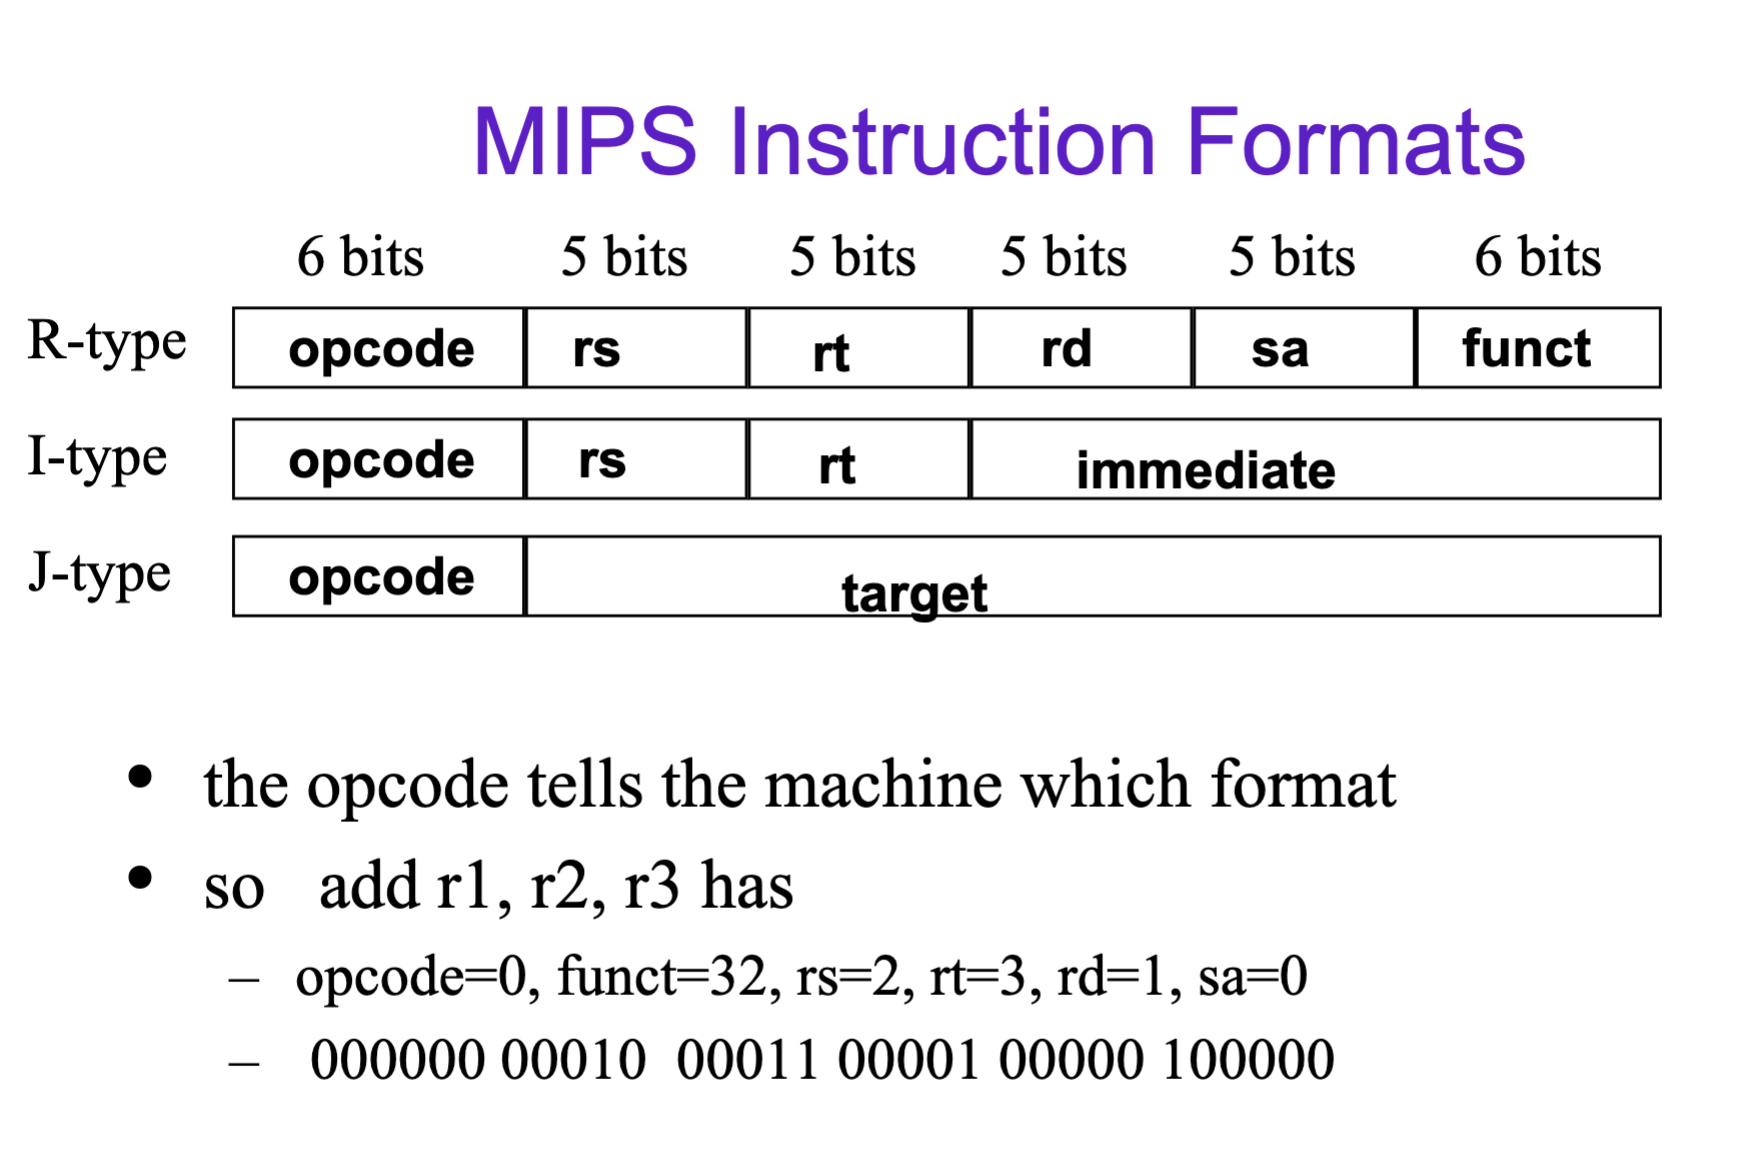 MIPS Instruction Formats
6 bits 5 bits 5 bits 5 bits 5 bits 6 bits
R-type opcode rs rt rd sa funct
I-type opcode rs rt immediate
J-type opcode target
• the opcode tells the machine which format
• so add r1, r2, r3 has
– opcode=0, funct=32, rs=2, rt=3, rd=1, sa=0
– 000000 00010 00011 00001 00000 100000